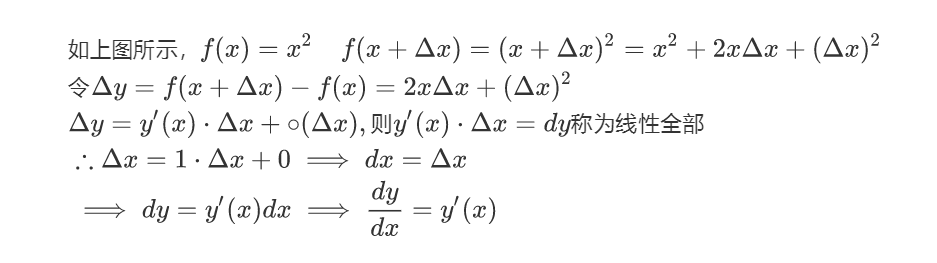 如上图所示，f(x) = x² f(x + Δx) = (x + Δx)² = x² + 2xΔx + (Δx)²
令Δy = f(x + Δx) − f(x) = 2xΔx + (Δx)²
Δy = y′(x) · Δx + ∘(Δx), 则y′(x) · Δx = dy称为线性全部
∴ Δx = 1 · Δx + 0 ⟹ dx = Δx
⟹ dy = y′(x)dx ⟹ dy/dx = y′(x)